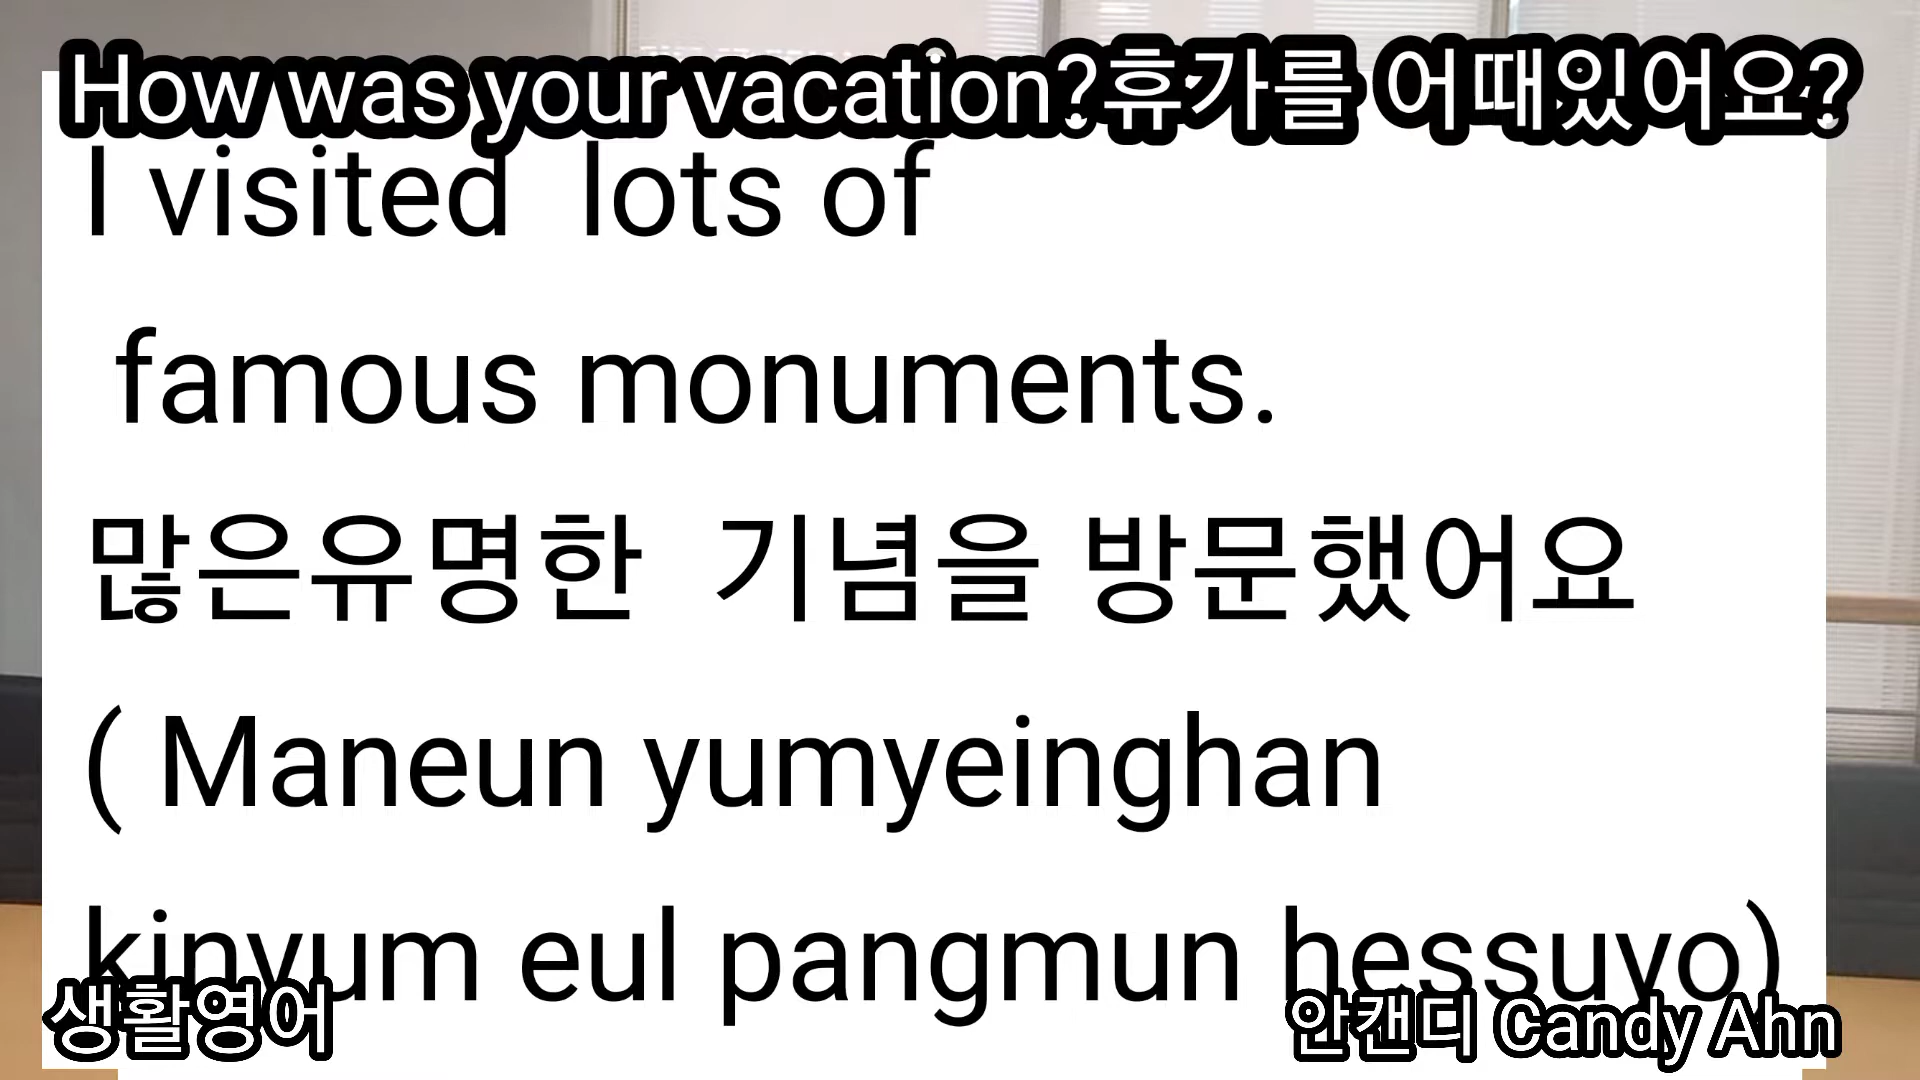 How was your vacation?휴가를 어때있어요?
I visited lots of
famous monuments.
많은유명한 기념을 방문했어요
( Maneun yumyeinghan
kinyum eul pangmun hessuyo)
생활영어
안캔디 Candy Ahn